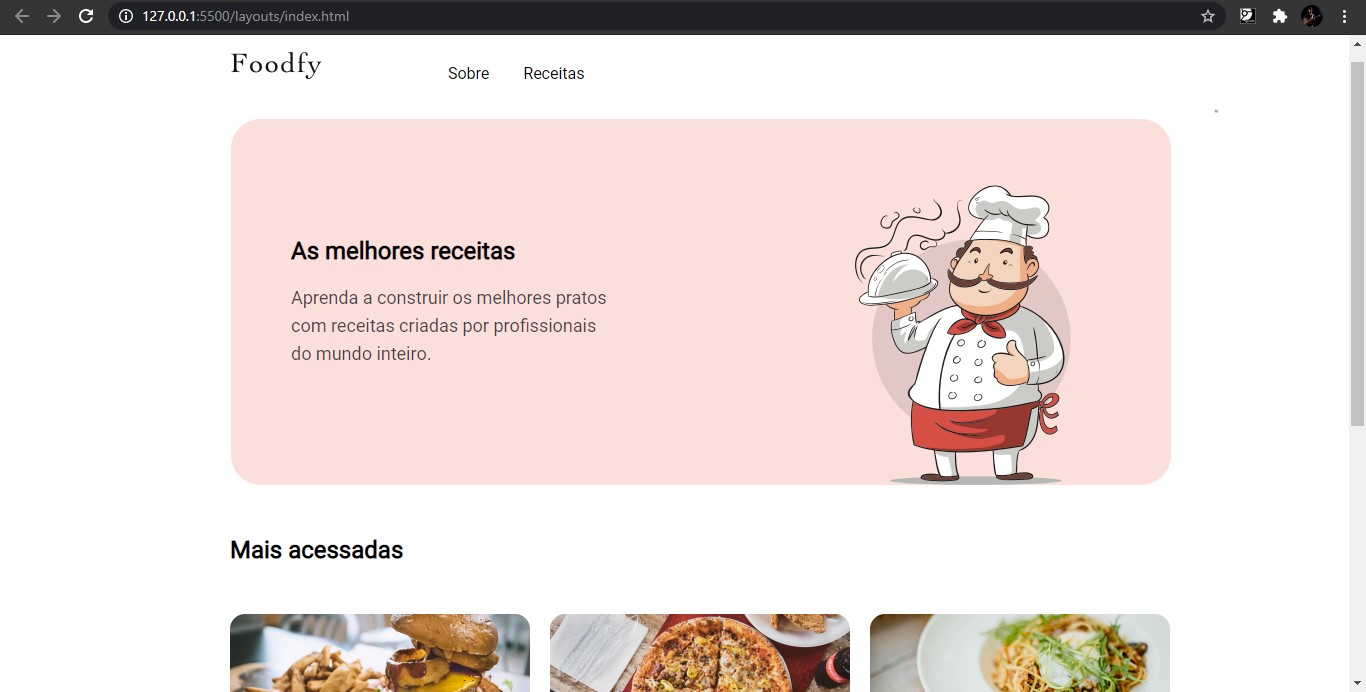 127.0.0.1:5500/layouts/index.html
Foodfy
Sobre
Receitas
As melhores receitas
Aprenda a construir os melhores pratos
com receitas criadas por profissionais
do mundo inteiro.
Mais acessadas